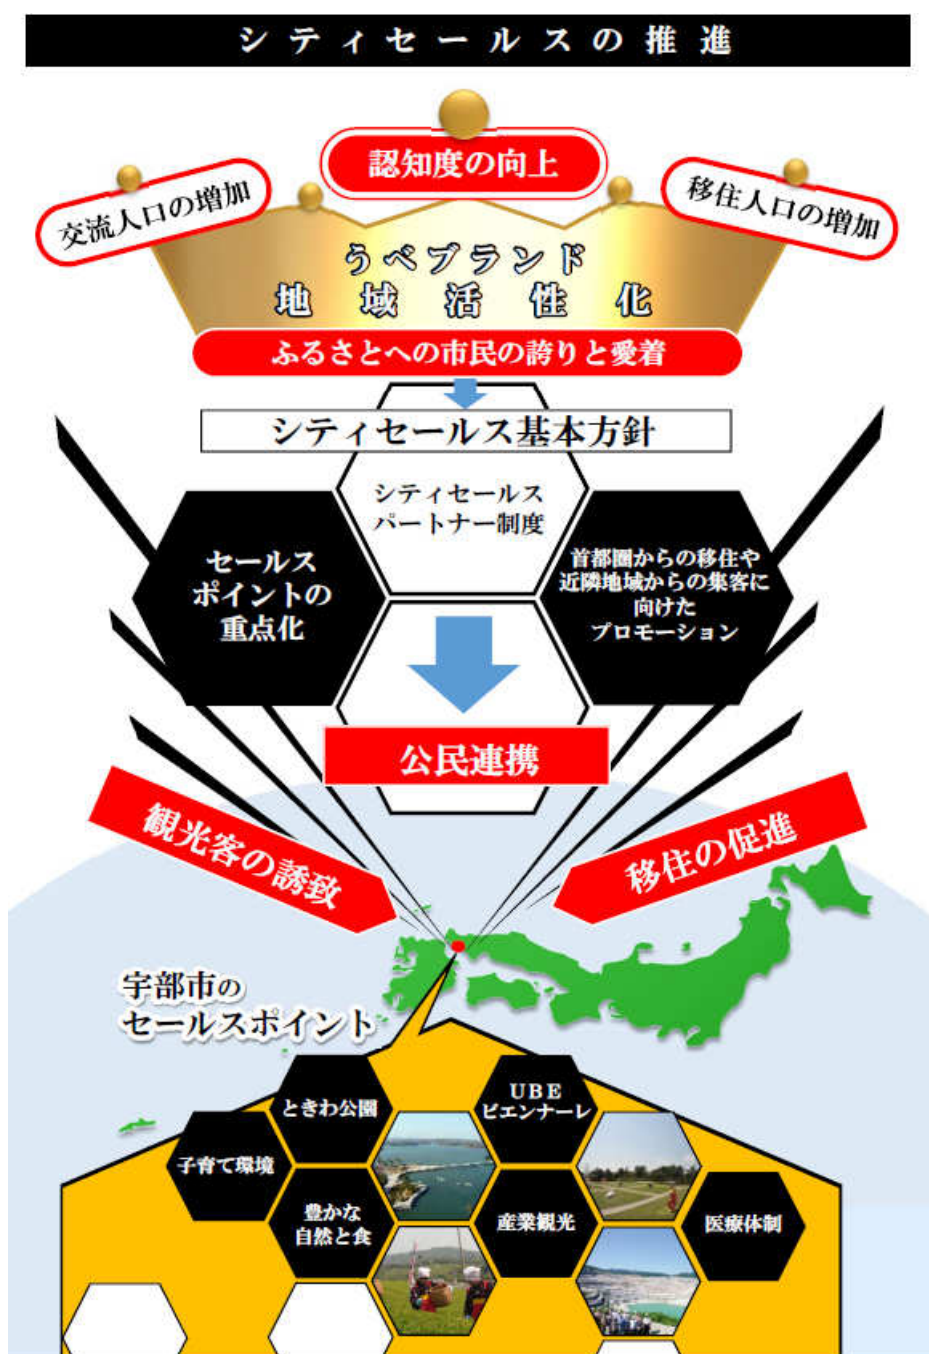 シティセールスの推進
認知度の向上
交流人口の増加
移住人口の増加
うべブランド
地域活性化
ふるさとへの市民の誇りと愛着
シティセールス基本方針
シティセールス
パートナー制度
セールス
ポイントの
重点化
首都圏からの移住や
近隣地域からの集客に
向けた
プロモーション
公民連携
観光客の誘致
移住の促進
宇部市の
セールスポイント
ときわ公園
UBE
ビエンナーレ
子育て環境
豊かな
自然と食
産業観光
医療体制